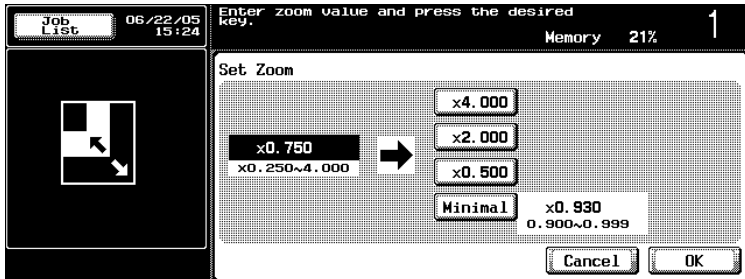 Job List
06/22/05
15:24
Enter zoom value and press the desired
key.
Memory 21% 1
Set Zoom
x4.000
x0.750
x0.250~4.000
x2.000
x0.500
Minimal x0.930
0.900~0.999
Cancel OK